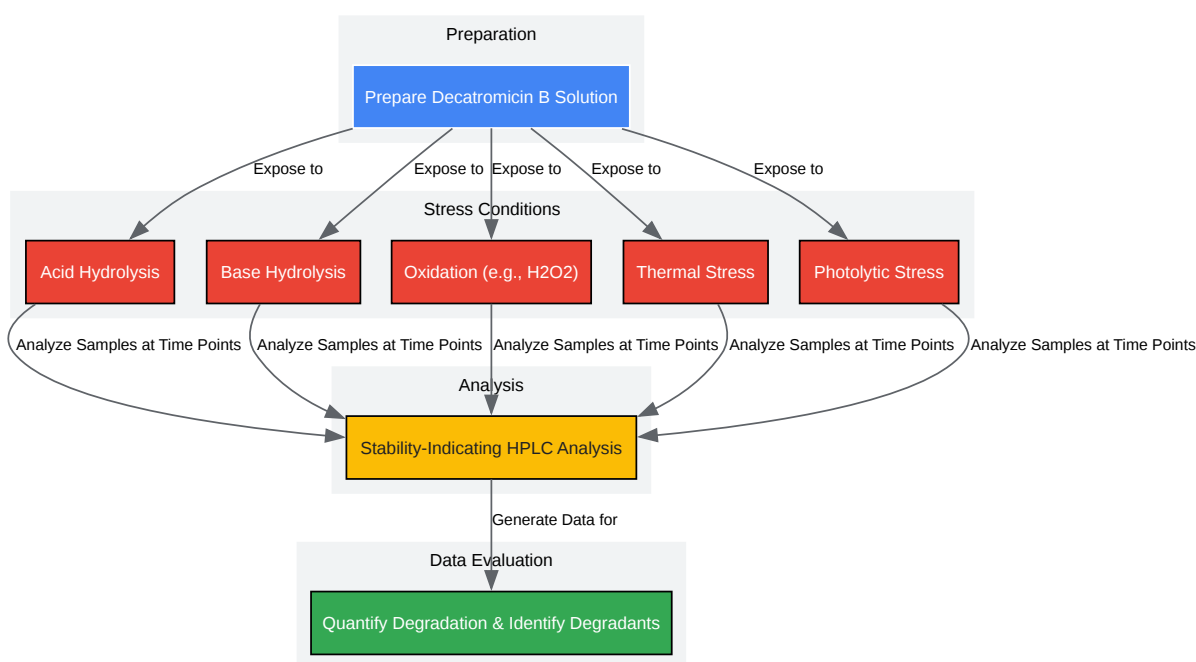 Preparation
Prepare Decatromicin B Solution
Expose to
Expose to
Expose to
Expose to
Expose to
Stress Conditions
Acid Hydrolysis
Base Hydrolysis
Oxidation (e.g., H2O2)
Thermal Stress
Photolytic Stress
Analyze Samples at Time Points
Analyze Samples at Time Points
Analyze Samples at Time Points
Analyze Samples at Time Points
Analyze Samples at Time Points
Analysis
Stability-Indicating HPLC Analysis
Generate Data for
Data Evaluation
Quantify Degradation & Identify Degradants